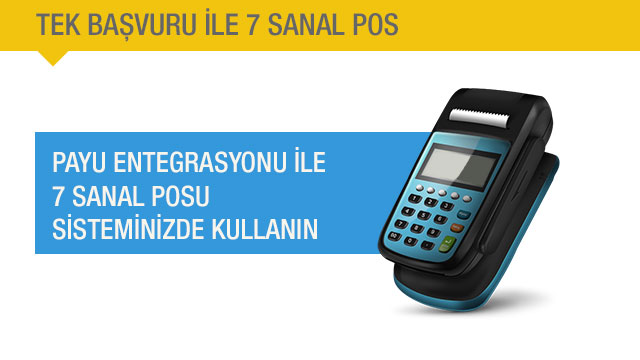 TEK BAŞVURU İLE 7 SANAL POS
PAYU ENTEGRASYONU İLE
7 SANAL POSU
SİSTEMİNİZDE KULLANIN